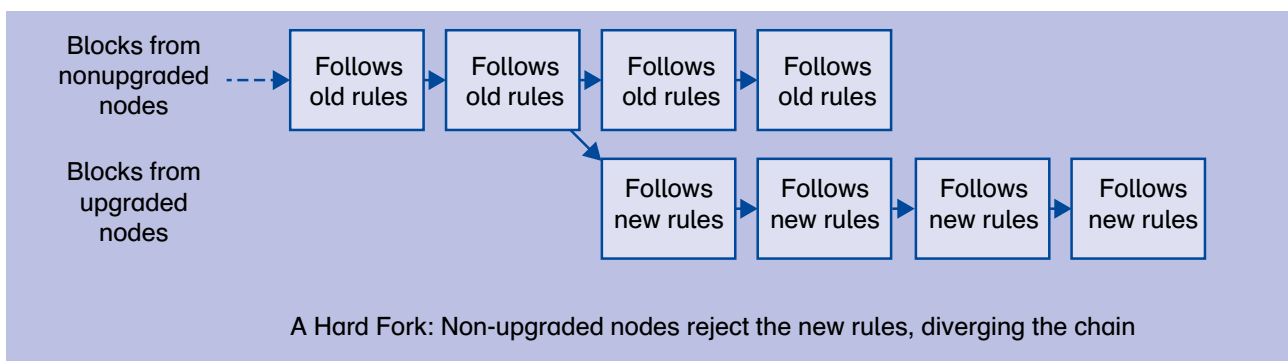 Blocks from
nonupgraded
nodes
Follows
old rules
Follows
old rules
Follows
old rules
Follows
old rules
Blocks from
upgraded
nodes
Follows
new rules
Follows
new rules
Follows
new rules
Follows
new rules
A Hard Fork: Non-upgraded nodes reject the new rules, diverging the chain